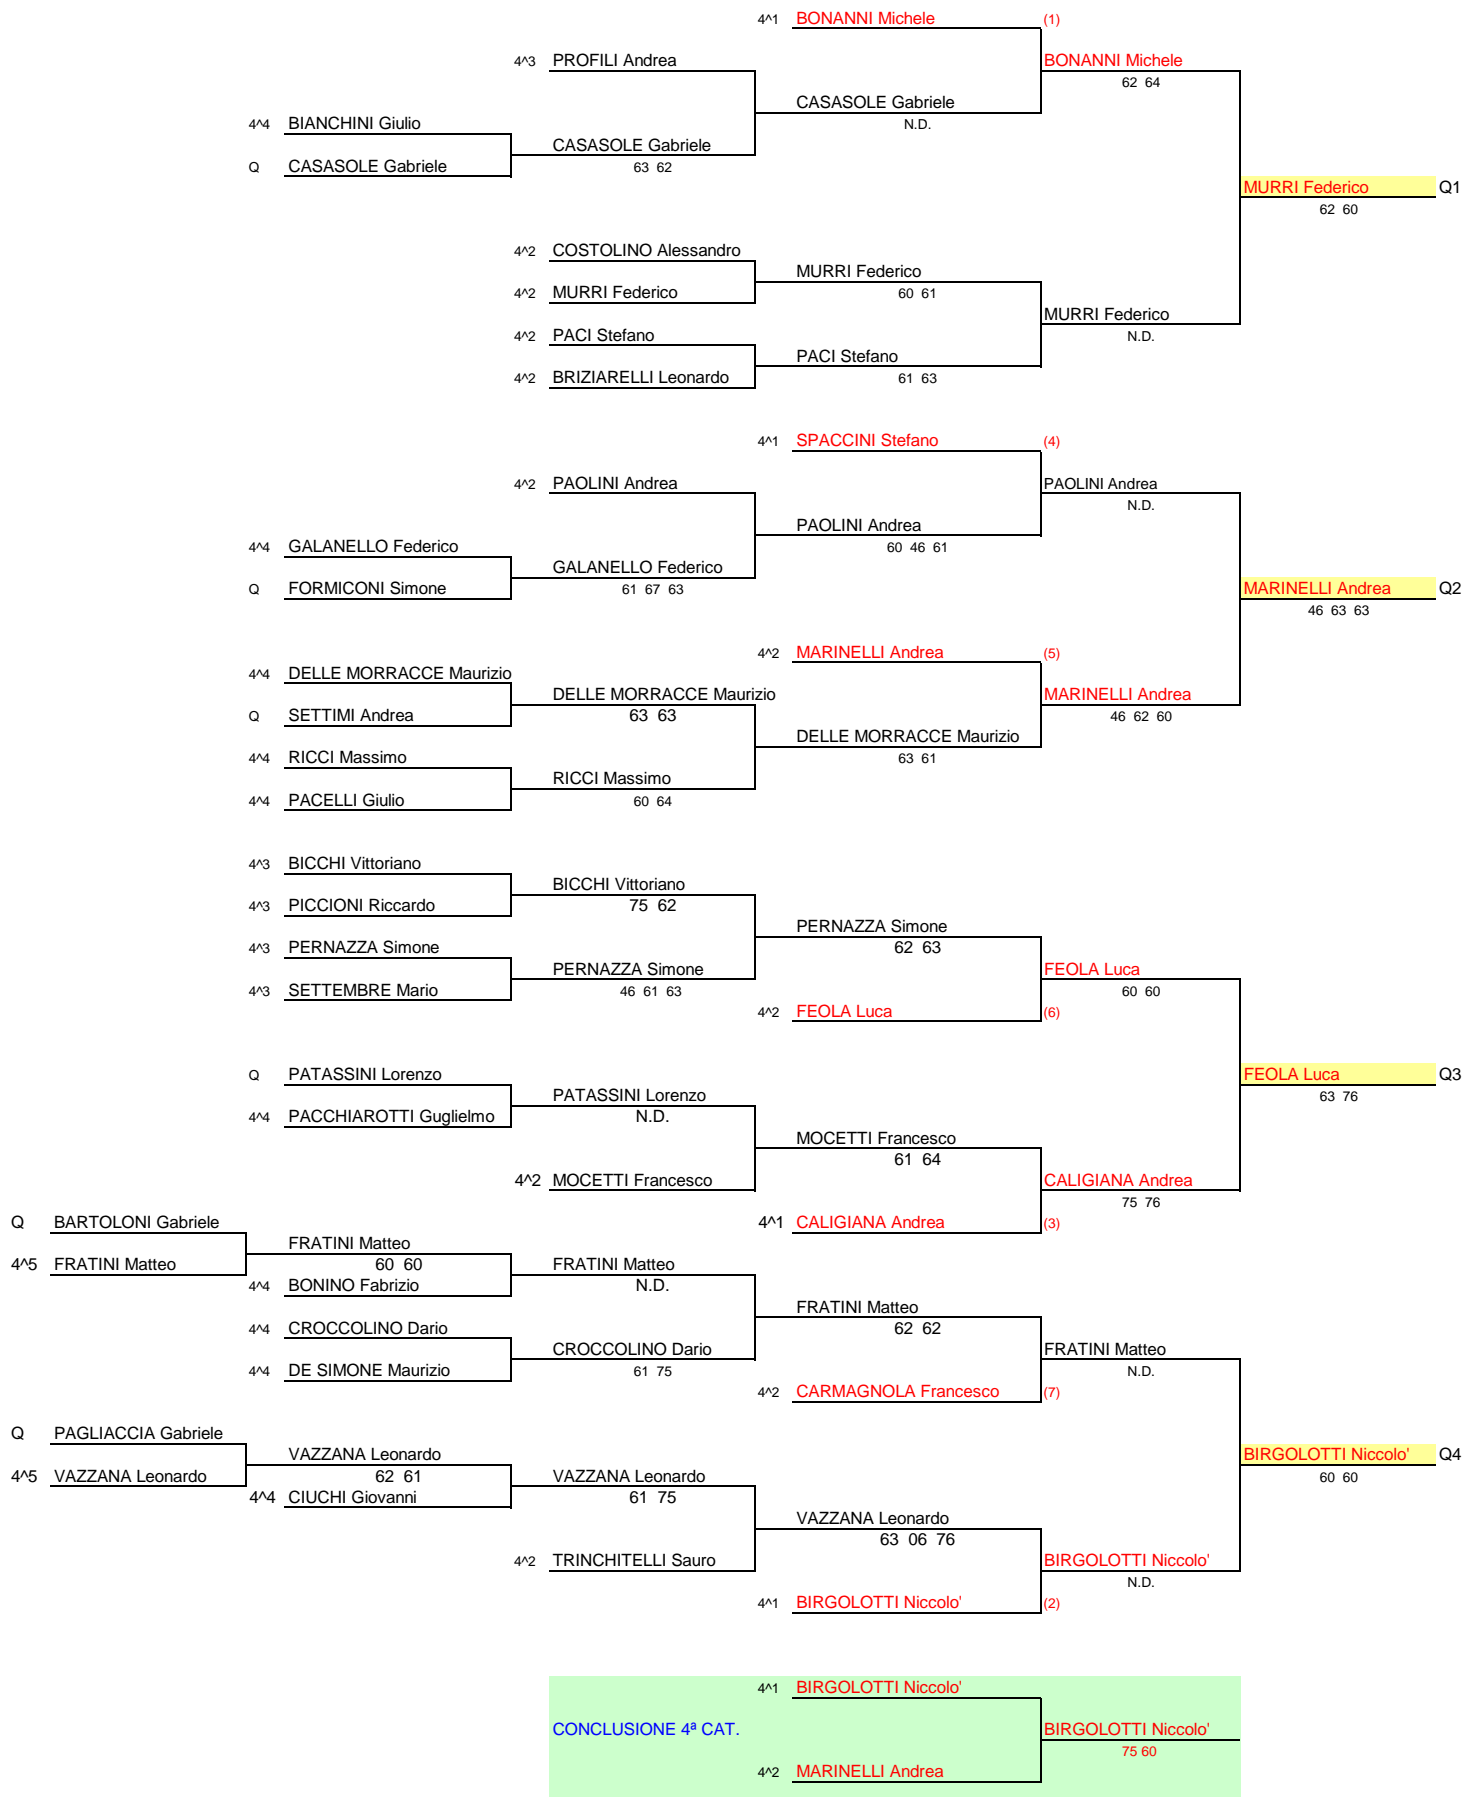 4^1 BONANNI Michele (1)
4^3 PROFILI Andrea BONANNI Michele
62 64
CASASOLE Gabriele
4^4 BIANCHINI Giulio N.D.
CASASOLE Gabriele
Q CASASOLE Gabriele 63 62
MURRI Federico Q1
62 60
4^2 COSTOLINO Alessandro
MURRI Federico
4^2 MURRI Federico 60 61
MURRI Federico
4^2 PACI Stefano N.D.
PACI Stefano
4^2 BRIZIARELLI Leonardo 61 63
4^1 SPACCINI Stefano (4)
4^2 PAOLINI Andrea PAOLINI Andrea
N.D.
PAOLINI Andrea
4^4 GALANELLO Federico 60 46 61
GALANELLO Federico
Q FORMICONI Simone 61 67 63 MARINELLI Andrea Q2
46 63 63
4^2 MARINELLI Andrea (5)
4^4 DELLE MORRACCE Maurizio
DELLE MORRACCE Maurizio MARINELLI Andrea
Q SETTIMI Andrea 63 63 46 62 60
DELLE MORRACCE Maurizio
4^4 RICCI Massimo 63 61
RICCI Massimo
4^4 PACELLI Giulio 60 64
4^3 BICCHI Vittoriano
BICCHI Vittoriano
4^3 PICCIONI Riccardo 75 62
PERNAZZA Simone
4^3 PERNAZZA Simone 62 63
PERNAZZA Simone FEOLA Luca
4^3 SETTEMBRE Mario 46 61 63 60 60
4^2 FEOLA Luca (6)
Q PATASSINI Lorenzo FEOLA Luca Q3
PATASSINI Lorenzo 63 76
4^4 PACCHIAROTTI Guglielmo N.D.
MOCETTI Francesco
61 64
4^2 MOCETTI Francesco CALIGIANA Andrea
75 76
Q BARTOLONI Gabriele 4^1 CALIGIANA Andrea (3)
FRATINI Matteo
4^5 FRATINI Matteo 60 60 FRATINI Matteo
4^4 BONINO Fabrizio N.D.
FRATINI Matteo
4^4 CROCCOLINO Dario 62 62
CROCCOLINO Dario FRATINI Matteo
4^4 DE SIMONE Maurizio 61 75 N.D.
4^2 CARMAGNOLA Francesco (7)
Q PAGLIACCIA Gabriele
VAZZANA Leonardo BIRGOLOTTI Niccolo' Q4
4^5 VAZZANA Leonardo 62 61 VAZZANA Leonardo 60 60
4^4 CIUCHI Giovanni 61 75
VAZZANA Leonardo
63 06 76
4^2 TRINCHITELLI Sauro BIRGOLOTTI Niccolo'
N.D.
4^1 BIRGOLOTTI Niccolo' (2)
4^1 BIRGOLOTTI Niccolo'
CONCLUSIONE 4ª CAT. BIRGOLOTTI Niccolo'
75 60
4^2 MARINELLI Andrea